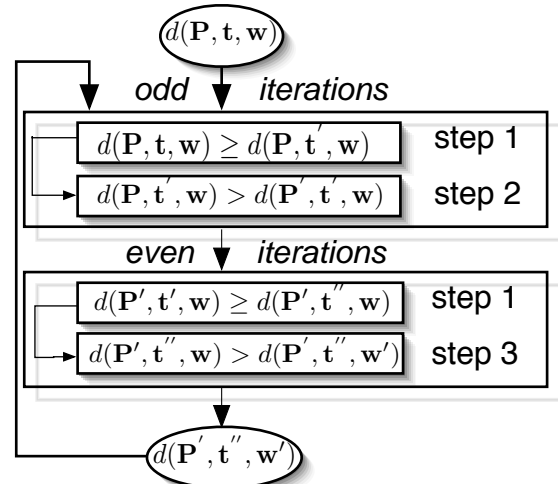 d(P, t, w)
odd iterations
d(P, t, w) ≥ d(P, t′, w) step 1
d(P, t′, w) > d(P′, t′, w) step 2
even iterations
d(P′, t′, w) ≥ d(P′, t′′, w) step 1
d(P′, t′′, w) > d(P′, t′′, w′) step 3
d(P′, t′′, w′)